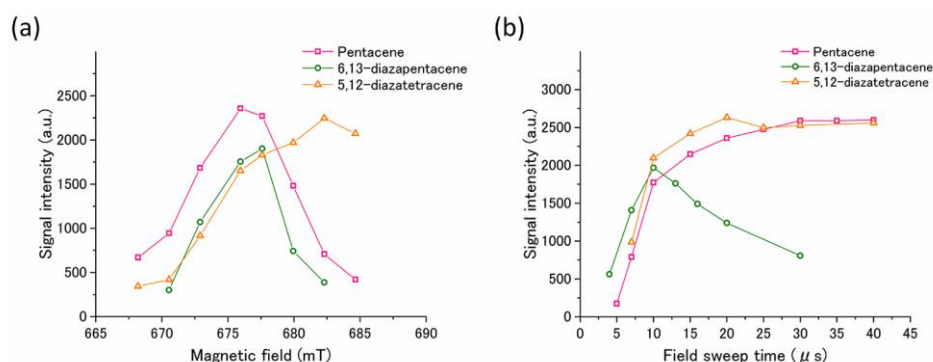 (a)
Pentacene
6,13-diazapentacene
5,12-diazatetracene
2500
2000
1500
1000
500
0
Signal intensity (a.u.)
665 670 675 680 685 690
Magnetic field (mT)
(b)
Pentacene
6,13-diazapentacene
5,12-diazatetracene
3000
2500
2000
1500
1000
500
0
Signal intensity (a.u.)
0 5 10 15 20 25 30 35 40 45
Field sweep time (μs)